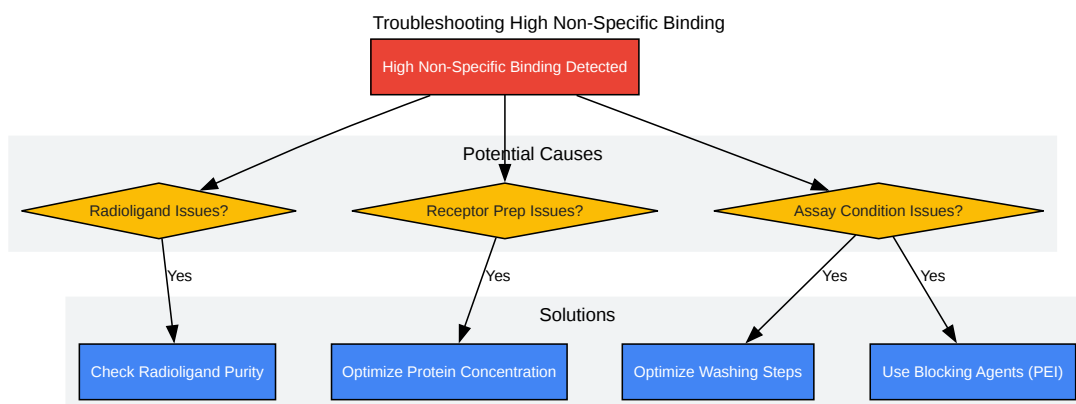 Troubleshooting High Non-Specific Binding
High Non-Specific Binding Detected
Potential Causes
Radioligand Issues?
Receptor Prep Issues?
Assay Condition Issues?
Yes
Yes
Yes
Yes
Solutions
Check Radioligand Purity
Optimize Protein Concentration
Optimize Washing Steps
Use Blocking Agents (PEI)